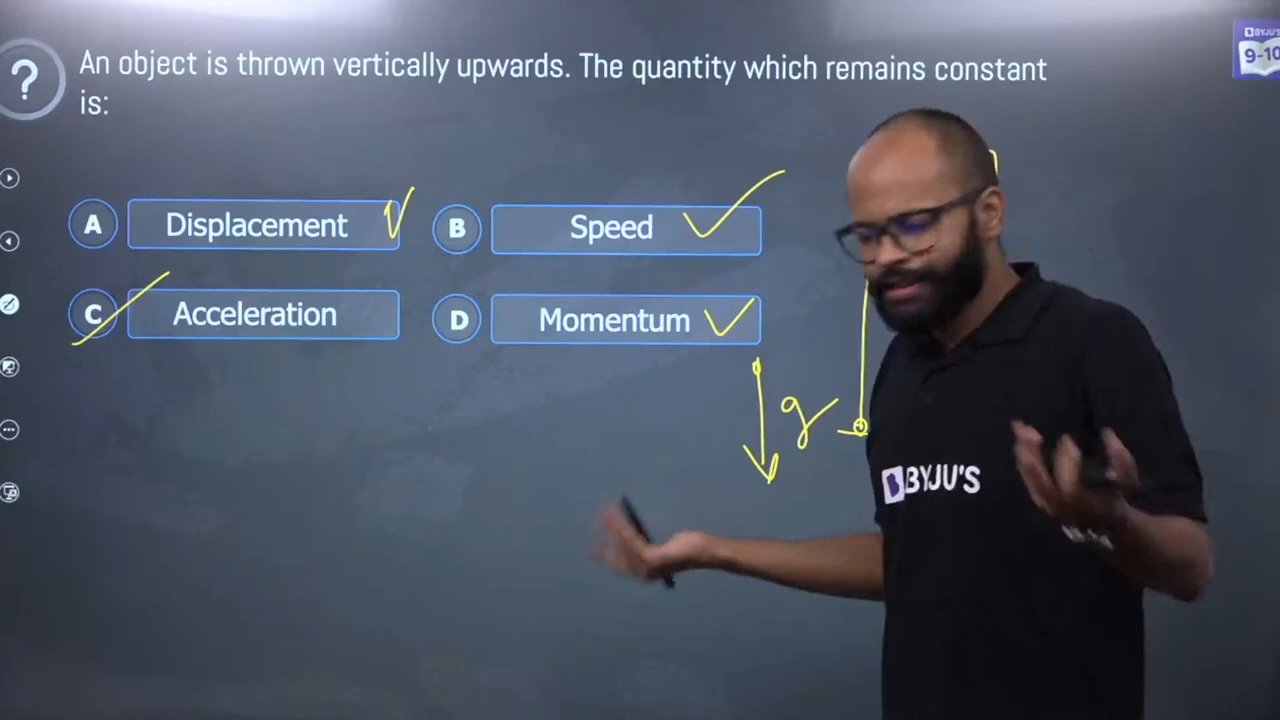 An object is thrown vertically upwards. The quantity which remains constant
is:
?
A Displacement
B Speed
C Acceleration
D Momentum
g
BYJU'S
9-10
BYJU'S